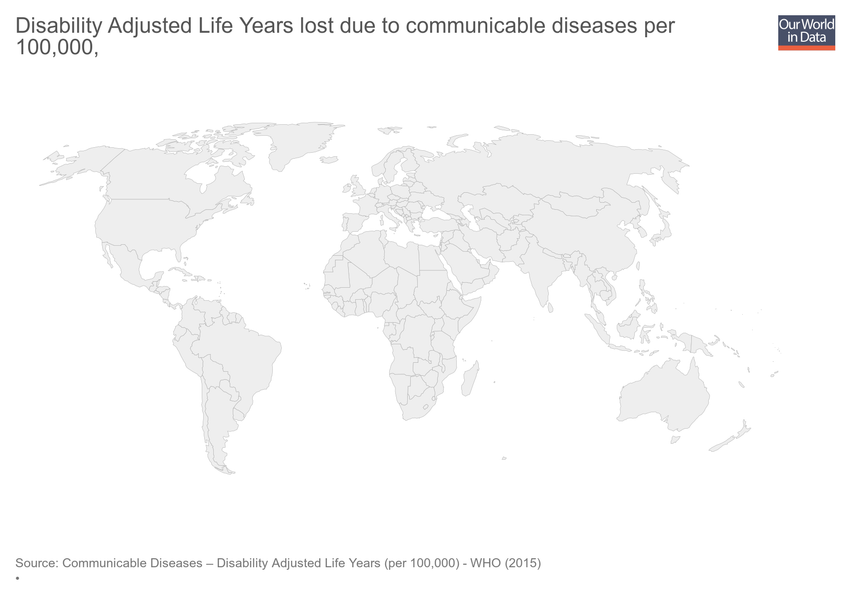 Disability Adjusted Life Years lost due to communicable diseases per
100,000,
Our World
in Data
Source: Communicable Diseases – Disability Adjusted Life Years (per 100,000) - WHO (2015)
•